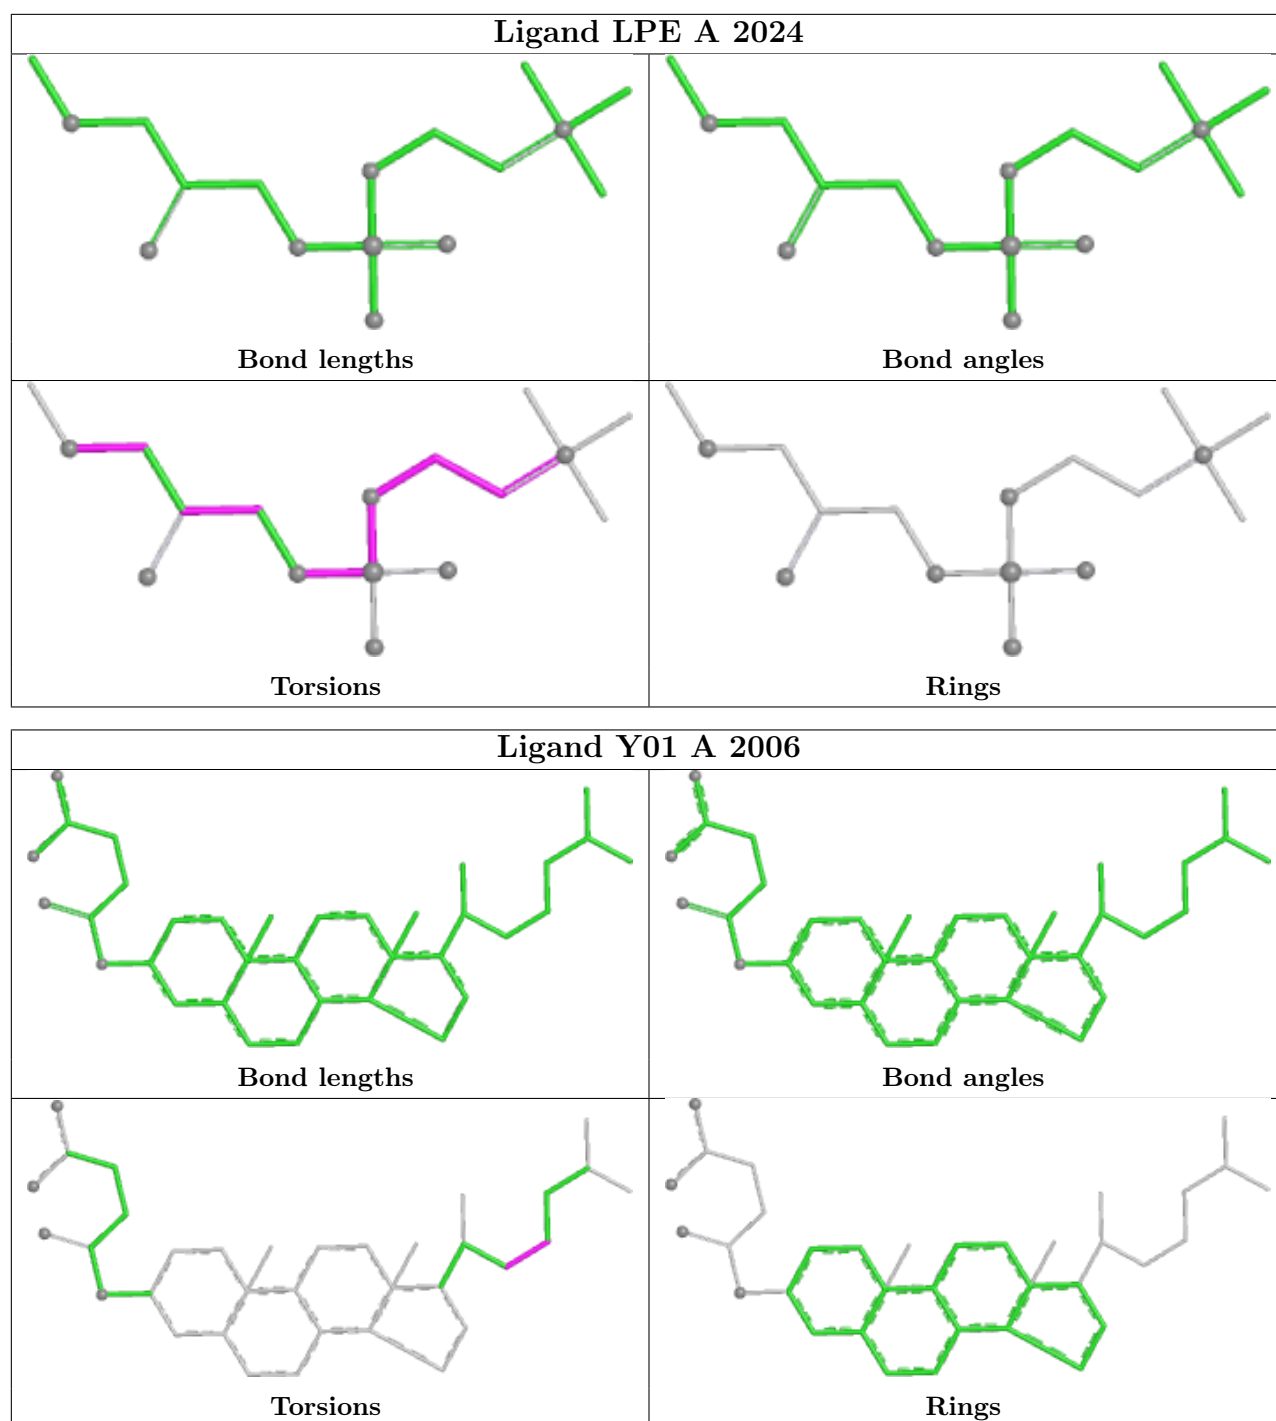 Ligand LPE A 2024
Bond lengths
Bond angles
Torsions
Rings
Ligand Y01 A 2006
Bond lengths
Bond angles
Torsions
Rings